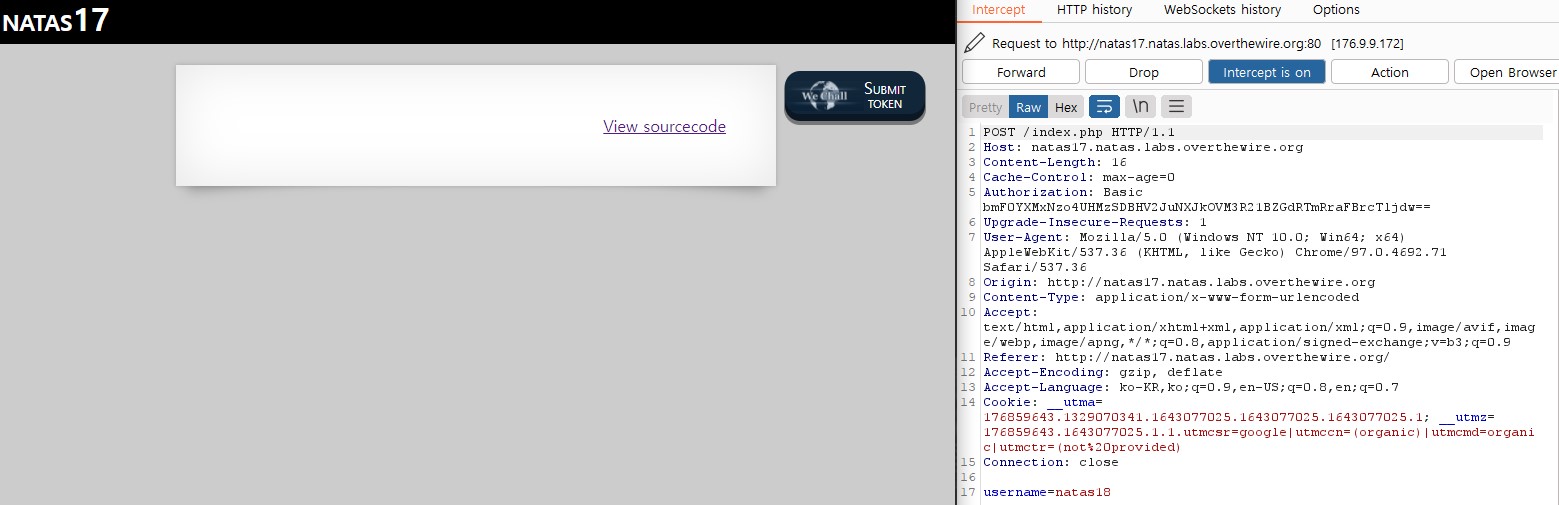 NATAS17
View sourcecode
We Chall
SUBMIT
TOKEN
Intercept HTTP history WebSockets history Options
Request to http://natas17.natas.labs.overthewire.org:80 [176.9.9.172]
Forward Drop Intercept is on Action Open Browser
Pretty Raw Hex \n
1 POST /index.php HTTP/1.1
2 Host: natas17.natas.labs.overthewire.org
3 Content-Length: 16
4 Cache-Control: max-age=0
5 Authorization: Basic
bmF0YXMxNzo4UHMzSDBHV2JuNXJkOVM3R21BZGdRTmRraFBrcTljdw==
6 Upgrade-Insecure-Requests: 1
7 User-Agent: Mozilla/5.0 (Windows NT 10.0; Win64; x64)
AppleWebKit/537.36 (KHTML, like Gecko) Chrome/97.0.4692.71
Safari/537.36
8 Origin: http://natas17.natas.labs.overthewire.org
9 Content-Type: application/x-www-form-urlencoded
10 Accept:
text/html,application/xhtml+xml,application/xml;q=0.9,image/avif,imag
e/webp,image/apng,*/*;q=0.8,application/signed-exchange;v=b3;q=0.9
11 Referer: http://natas17.natas.labs.overthewire.org/
12 Accept-Encoding: gzip, deflate
13 Accept-Language: ko-KR,ko;q=0.9,en-US;q=0.8,en;q=0.7
14 Cookie: __utma=
176859643.1329070341.1643077025.1643077025.1643077025.1; __utmz=
176859643.1643077025.1.1.utmcsr=google|utmccn=(organic)|utmcmd=organi
c|utmctr=(not%20provided)
15 Connection: close
16
17 username=natas18